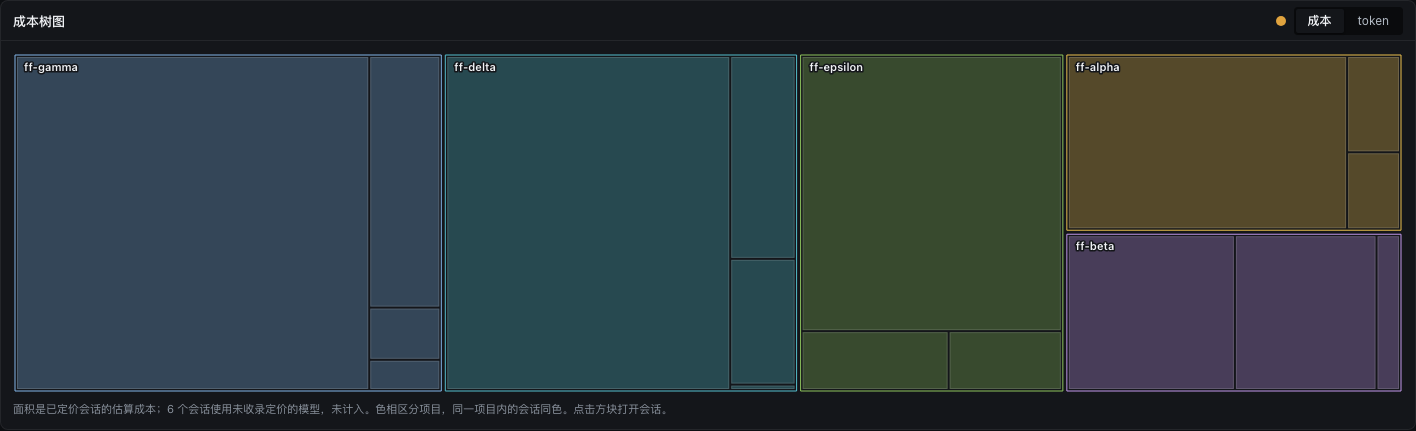 成本树图
成本 token
ff-gamma
ff-delta
ff-epsilon
ff-alpha
ff-beta
面积是已定价会话的估算成本；6 个会话使用未收录定价的模型，未计入。色相区分项目，同一项目内的会话同色。点击方块打开会话。